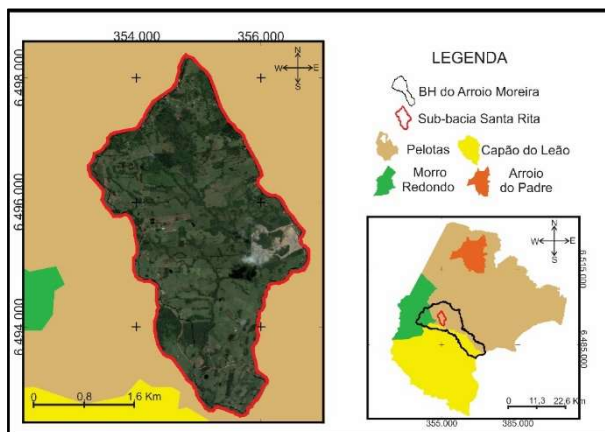 354.000 356.000
6.498.000
6.496.000
6.494.000
N
W E
S
0 0,8 1,6 Km
LEGENDA
BH do Arroio Moreira
Sub-bacia Santa Rita
Pelotas
Capão do Leão
Morro
Redondo
Arroio
do Padre
N
W E
S
6.515.000
6.485.000
0 11,3 22,6 Km
355.000 385.000